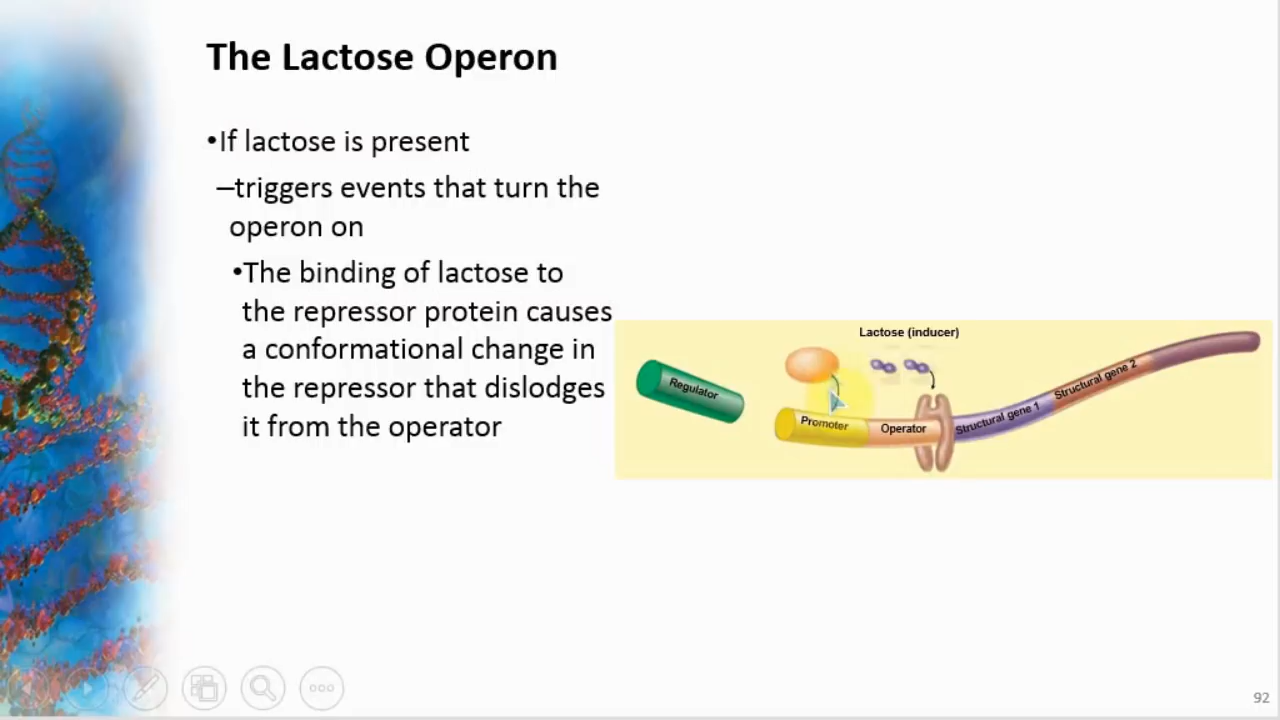 The Lactose Operon
•If lactose is present
–triggers events that turn the
operon on
•The binding of lactose to
the repressor protein causes
a conformational change in
the repressor that dislodges
it from the operator
Lactose (inducer)
Regulator
Promoter
Operator
Structural gene 1
Structural gene 2
92